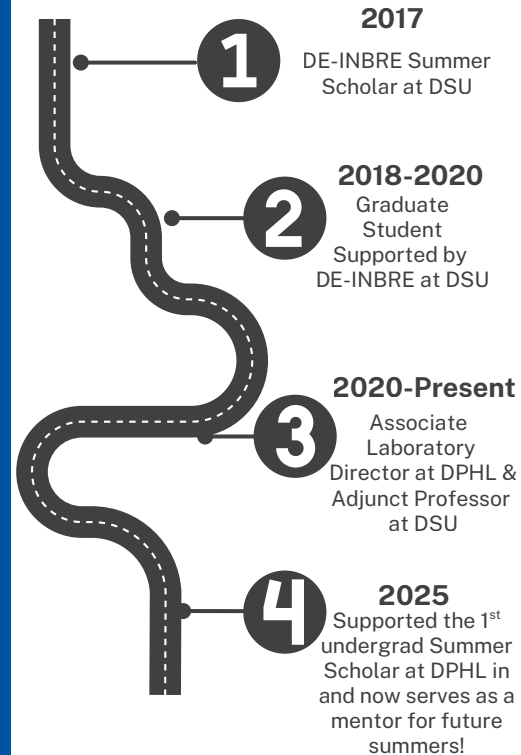 1
2017
DE-INBRE Summer
Scholar at DSU
2
2018-2020
Graduate
Student
Supported by
DE-INBRE at DSU
3
2020-Present
Associate
Laboratory
Director at DPHL &
Adjunct Professor
at DSU
4
2025
Supported the 1st
undergrad Summer
Scholar at DPHL in
and now serves as a
mentor for future
summers!